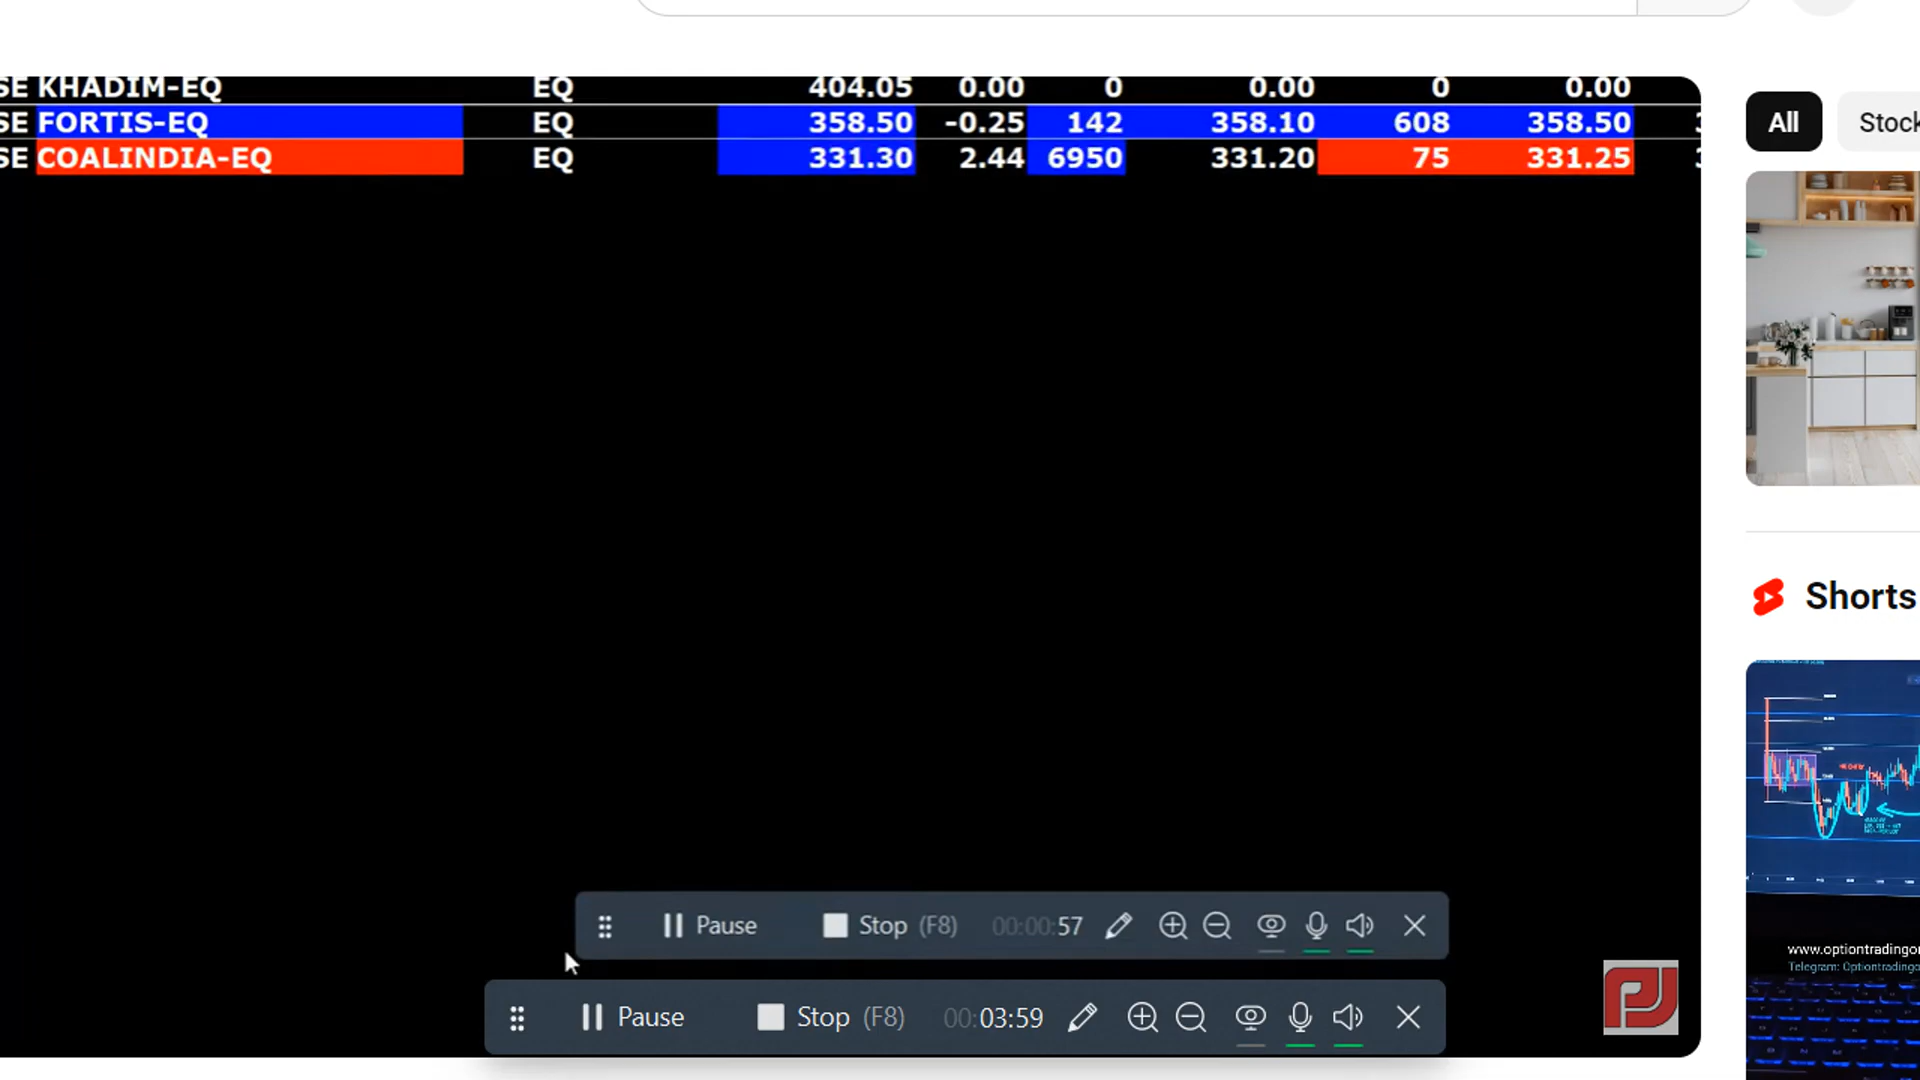 SE KHADIM-EQ EQ 404.05 0.00 0 0.00 0 0.00
SE FORTIS-EQ EQ 358.50 -0.25 142 358.10 608 358.50
SE COALINDIA-EQ EQ 331.30 2.44 6950 331.20 75 331.25
All Stock
Shorts
Pause Stop (F8) 00:00:57
www.optiontradingo
Telegram: Optiontradingo
Pause Stop (F8) 00:03:59
PJ